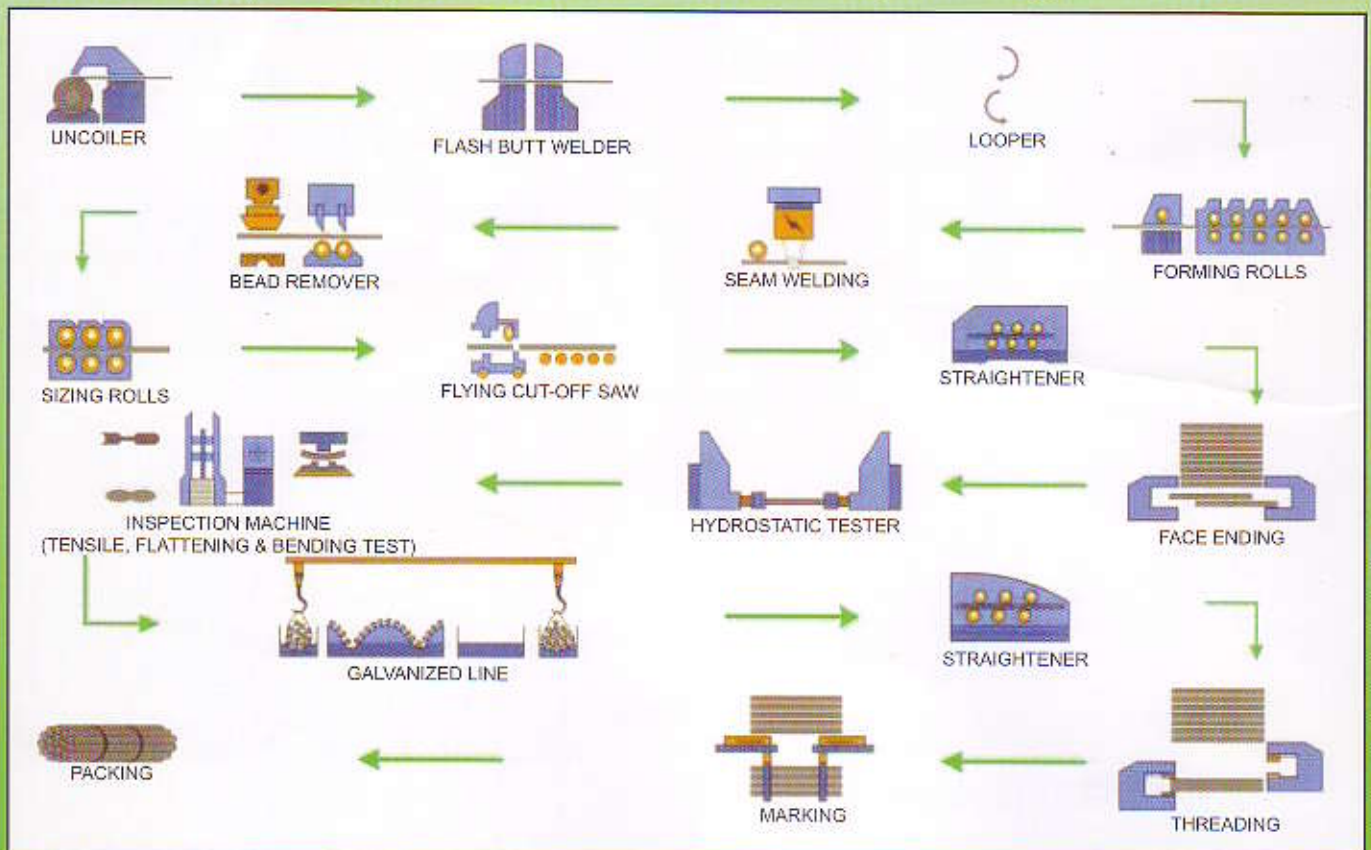 UNCOILER
FLASH BUTT WELDER
LOOPER
FORMING ROLLS
SEAM WELDING
BEAD REMOVER
SIZING ROLLS
FLYING CUT-OFF SAW
STRAIGHTENER
FACE ENDING
HYDROSTATIC TESTER
INSPECTION MACHINE
(TENSILE, FLATTENING & BENDING TEST)
GALVANIZED LINE
STRAIGHTENER
THREADING
MARKING
PACKING